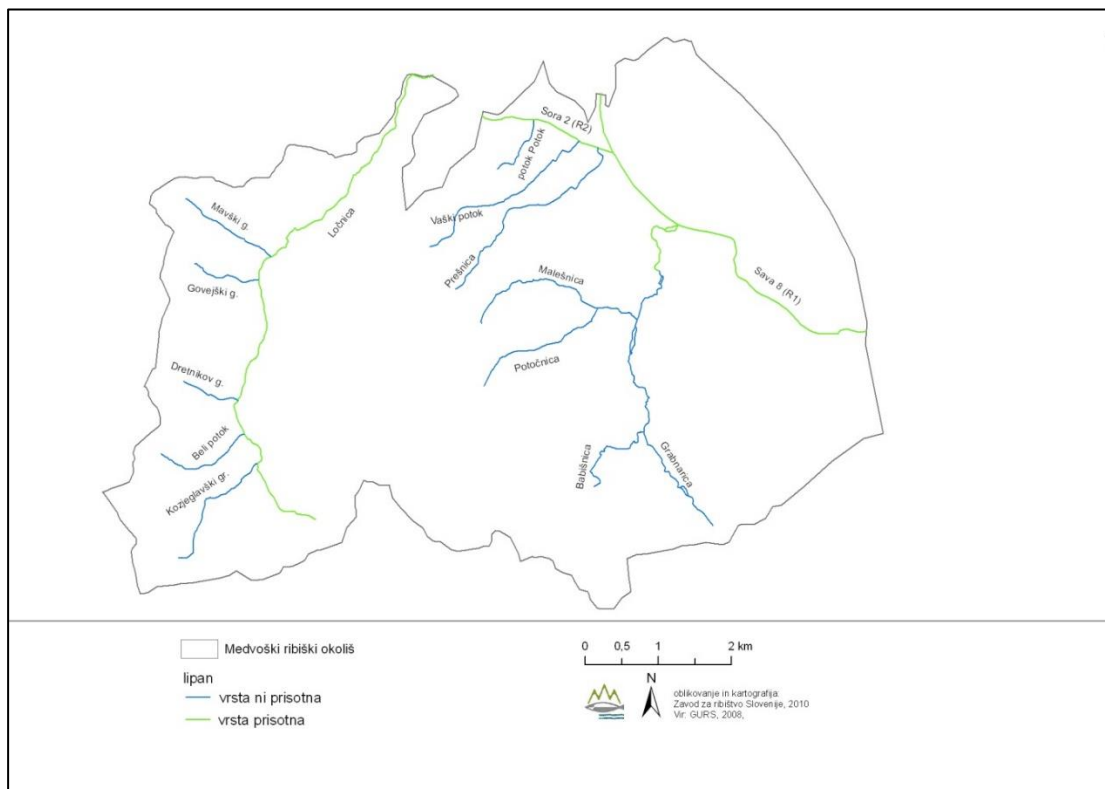 Sora 2 (R2)
potok Potok
Mavški g.
Ločnica
Vaški potok
Prešnica
Malešnica
Govejški g.
Sava 8 (R1)
Potočnica
Dretnikov g.
Beli potok
Kozjeglavški gr.
Babišnica
Grabnarica
Medvoški ribiški okoliš
lipan
vrsta ni prisotna
vrsta prisotna
0 0,5 1 2 km
N
oblikovanje in kartografija:
Zavod za ribištvo Slovenije, 2010
Vir: GURS, 2008,